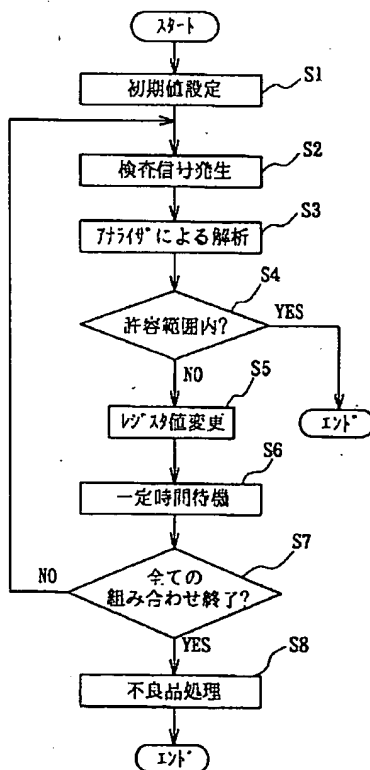 スタート
S1
初期値設定
S2
検査信号発生
S3
アナライザによる解析
S4
許容範囲内?
YES
NO
エンド
S5
レジスタ値変更
S6
一定時間待機
S7
NO
全ての
組み合わせ終了?
YES
S8
不良品処理
エンド